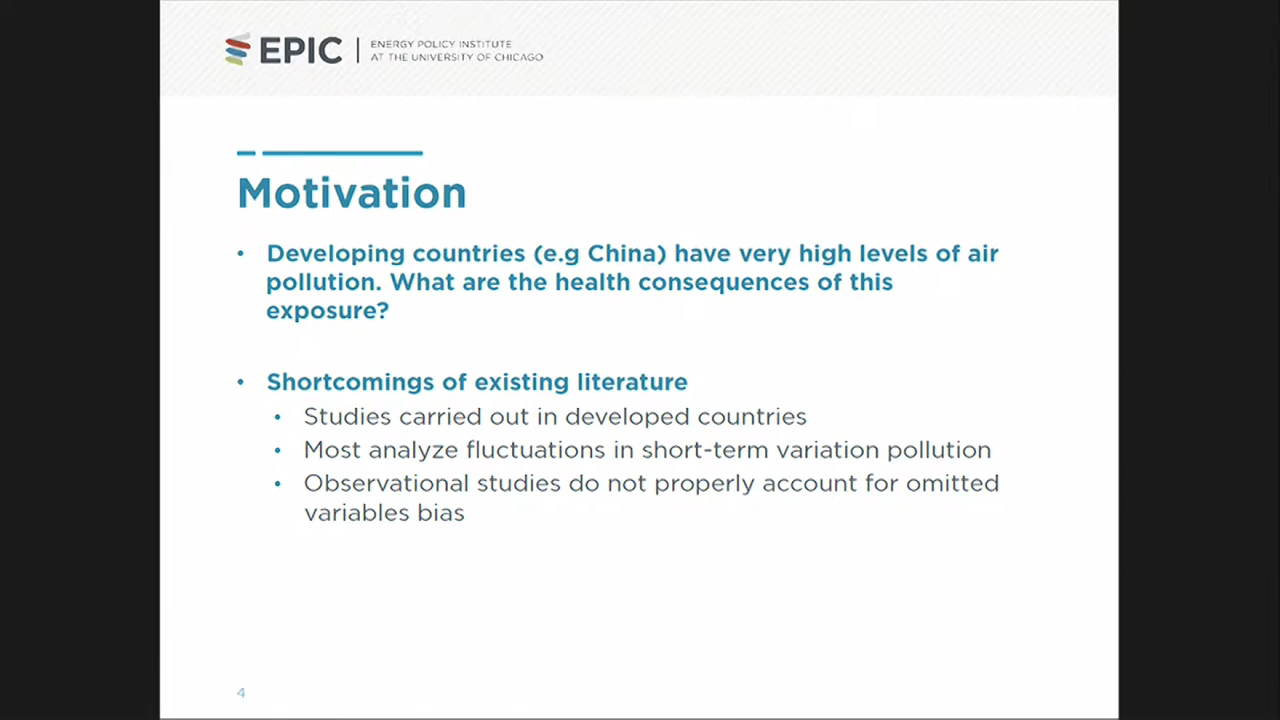 EPIC
ENERGY POLICY INSTITUTE
AT THE UNIVERSITY OF CHICAGO
Motivation
• Developing countries (e.g China) have very high levels of air
pollution. What are the health consequences of this
exposure?
• Shortcomings of existing literature
• Studies carried out in developed countries
• Most analyze fluctuations in short-term variation pollution
• Observational studies do not properly account for omitted
variables bias
4